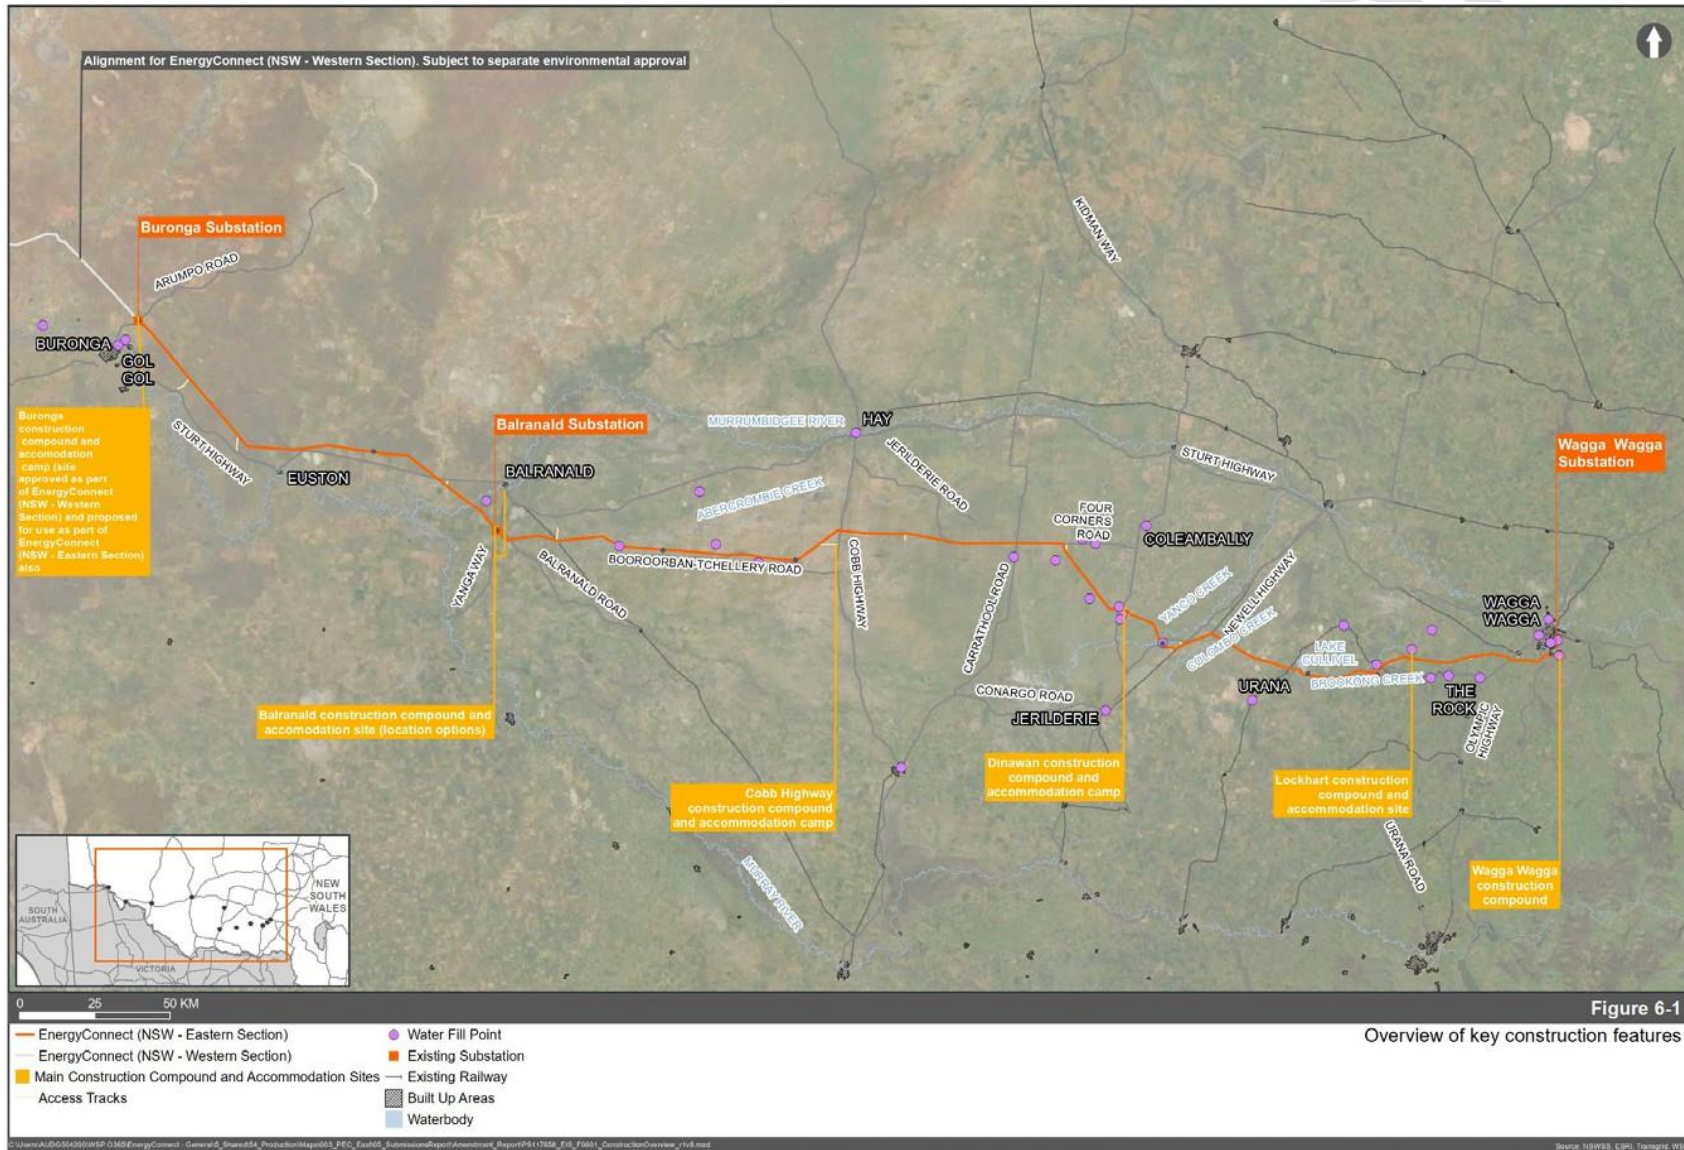 Alignment for EnergyConnect (NSW - Western Section). Subject to separate environmental approval
Buronga Substation
ARUMPO ROAD
KIDMAN WAY
BURONGA
GOL
GOL
Buronga
construction
compound and
accomodation
camp (site
approved as part
of EnergyConnect
(NSW - Western
Section) and proposed
for use as part of
EnergyConnect
(NSW - Eastern Section)
also
STURT HIGHWAY
EUSTON
Balranald Substation
BALRANALD
MURRUMBIDGEE RIVER
HAY
ABERCROMBIE CREEK
JERILDERIE ROAD
STURT HIGHWAY
Wagga Wagga
Substation
FOUR
CORNERS
ROAD
COLEAMBALLY
YANGA WAY
BALRANALD ROAD
BOOROORBAN-TCHELLERY ROAD
COBB HIGHWAY
CARRATHOOL ROAD
YANCO CREEK
NEWELL HIGHWAY
COLOMBO CREEK
WAGGA
WAGGA
LAKE
CULLIVEL
BROOKONG CREEK
URANA
THE
ROCK
OLYMPIC
HIGHWAY
CONARGO ROAD
JERILDERIE
Balranald construction compound and
accomodation site (location options)
Cobb Highway
construction compound
and accommodation camp
Dinawan construction
compound and
accommodation camp
Lockhart construction
compound and
accommodation site
URANA ROAD
Wagga Wagga
construction
compound
MURRAY RIVER
SOUTH
AUSTRALIA
NEW
SOUTH
WALES
VICTORIA
0 25 50 KM
Figure 6-1
Overview of key construction features
EnergyConnect (NSW - Eastern Section)
EnergyConnect (NSW - Western Section)
Main Construction Compound and Accommodation Sites
Access Tracks
Water Fill Point
Existing Substation
Existing Railway
Built Up Areas
Waterbody